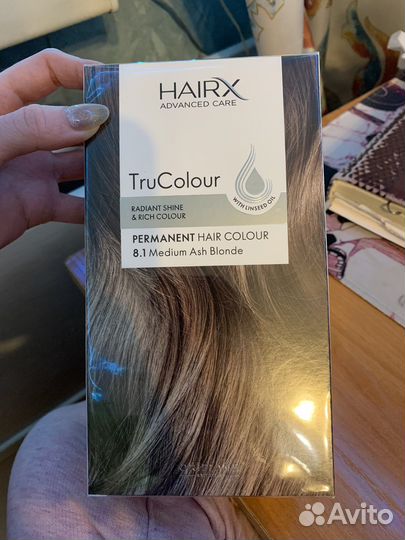 HAIRX
ADVANCED CARE
TruColour
RADIANT SHINE
& RICH COLOUR
WITH LINSEED OIL
PERMANENT HAIR COLOUR
8.1 Medium Ash Blonde
ORIFLAME
Avito